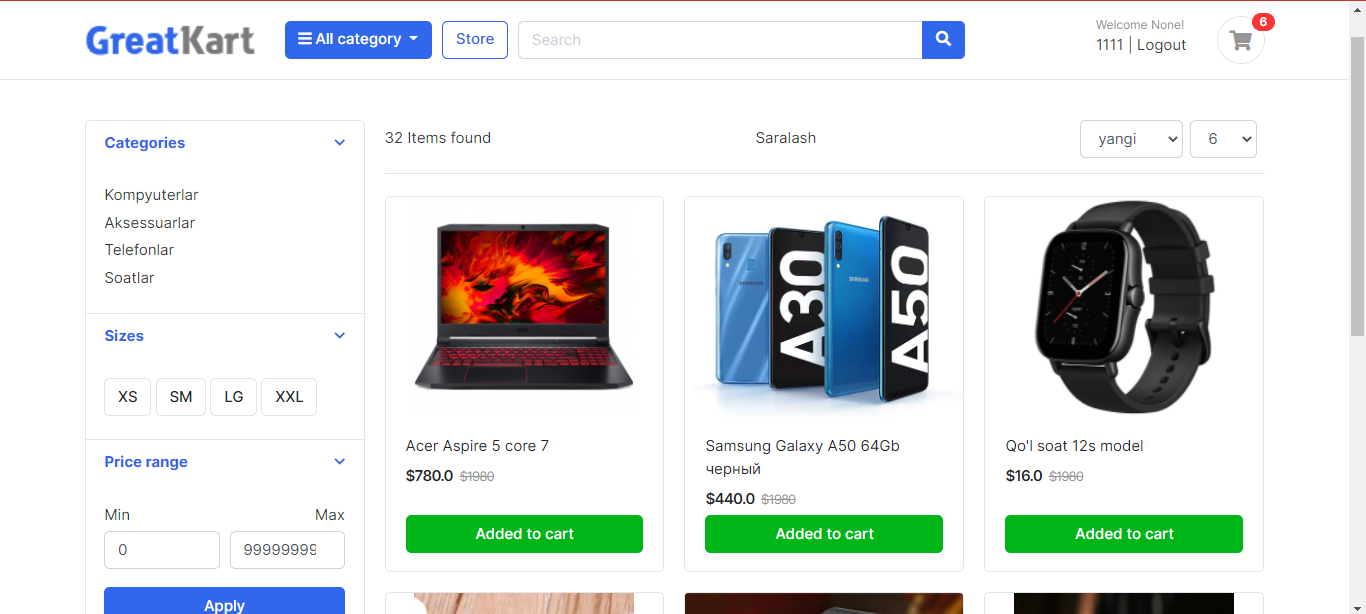 GreatKart
All category
Store
Search
Welcome None!
1111 | Logout
6
Categories
Kompyuterlar
Aksessuarlar
Telefonlar
Soatlar
Sizes
XS SM LG XXL
Price range
Min Max
0 99999999
Apply
32 Items found
Saralash
yangi
6
Acer Aspire 5 core 7
$780.0 $1980
Added to cart
A30
A50
SAMSUNG
Samsung Galaxy A50 64Gb
черный
$440.0 $1980
Added to cart
Qo'l soat 12s model
$16.0 $1980
Added to cart